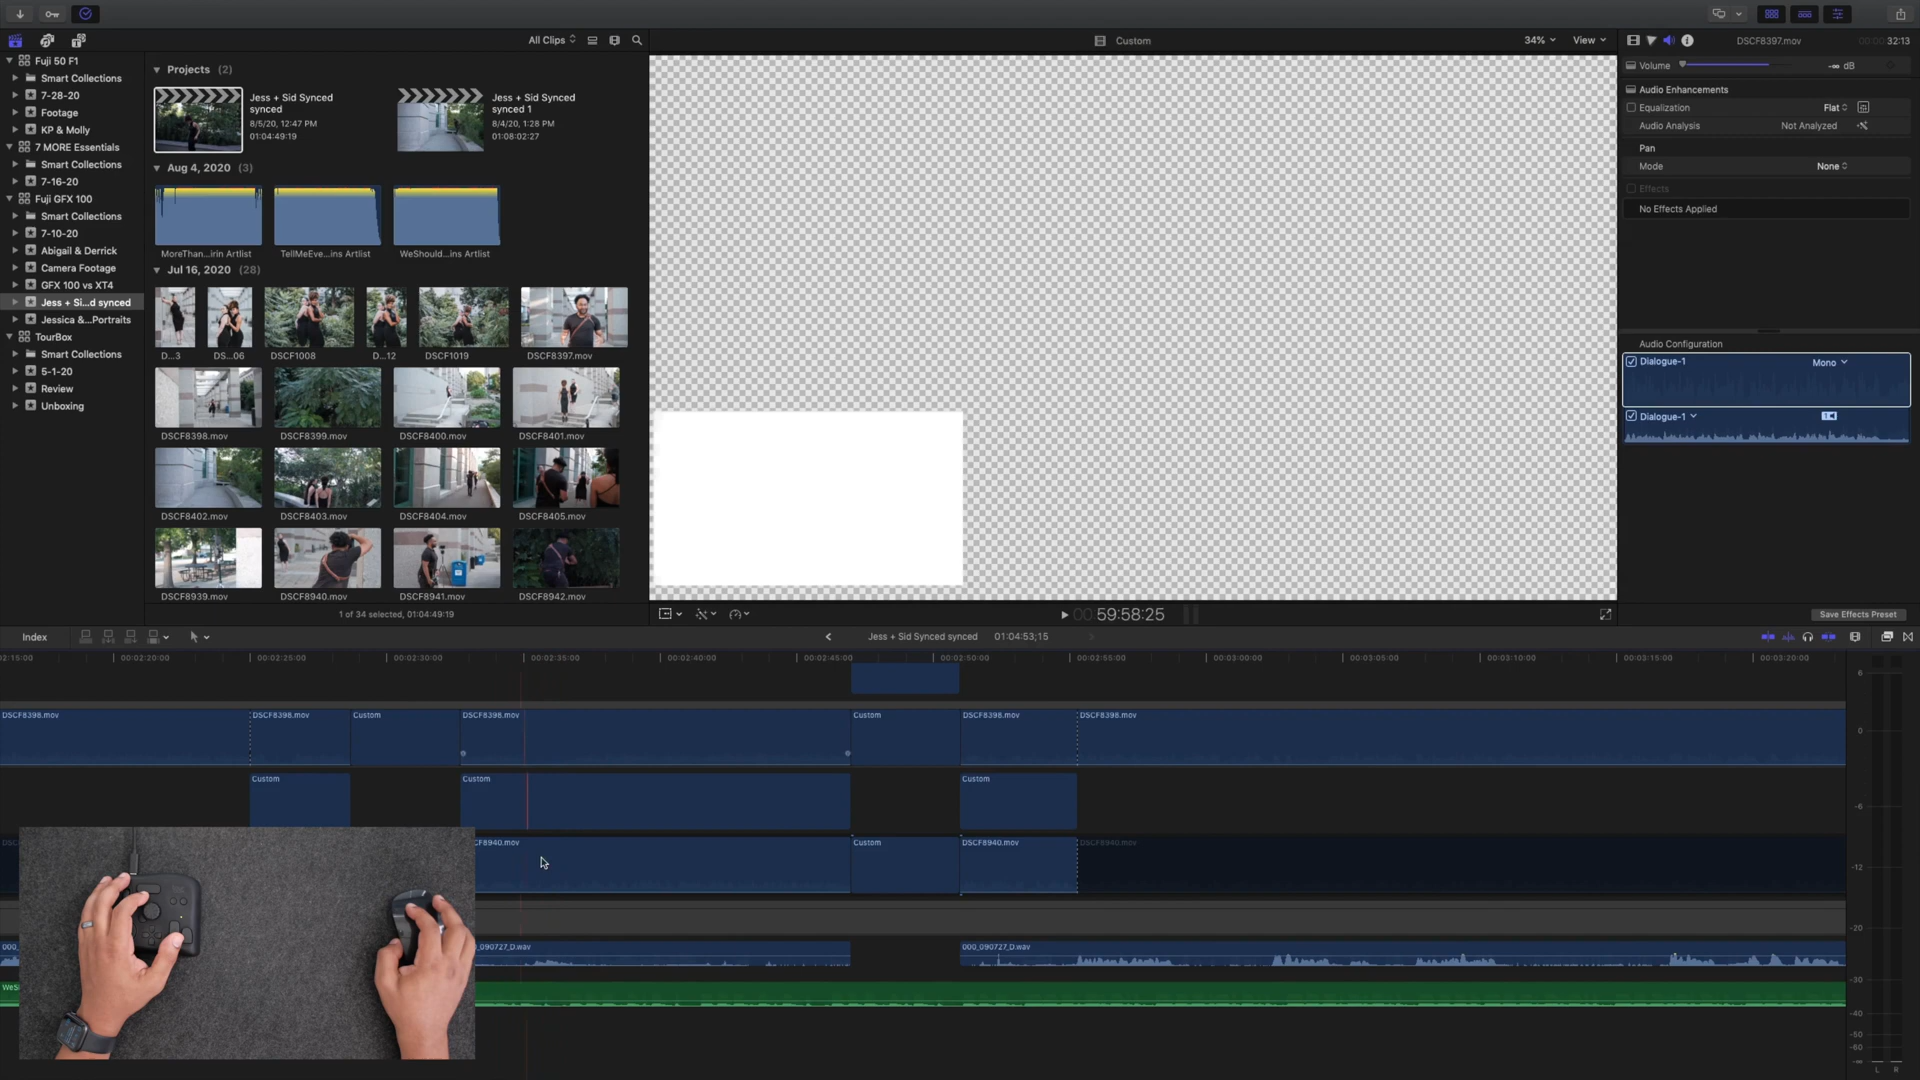 All Clips
Custom
34%
View
DSCF8397.mov
00:00:32:13
Fuji 50 F1
Smart Collections
7-28-20
Footage
KP & Molly
7 MORE Essentials
Smart Collections
7-16-20
Fuji GFX 100
Smart Collections
7-10-20
Abigail & Derrick
Camera Footage
GFX 100 vs XT4
Jess + Si...d synced
Jessica &...Portraits
TourBox
Smart Collections
5-1-20
Review
Unboxing
Projects (2)
Jess + Sid Synced
synced
8/5/20, 12:47 PM
01:04:49:19
Jess + Sid Synced
synced 1
8/4/20, 1:28 PM
01:08:02:27
Aug 4, 2020 (3)
MoreThan...irin Artlist
TellMeEve...ins Artlist
WeShould...ins Artlist
Jul 16, 2020 (28)
D...3
DS...06
DSCF1008
D...12
DSCF1019
DSCF8397.mov
DSCF8398.mov
DSCF8399.mov
DSCF8400.mov
DSCF8401.mov
DSCF8402.mov
DSCF8403.mov
DSCF8404.mov
DSCF8405.mov
DSCF8939.mov
DSCF8940.mov
DSCF8941.mov
DSCF8942.mov
1 of 34 selected, 01:04:49:19
00:59:58:25
Volume
-∞ dB
Audio Enhancements
Equalization
Flat
Audio Analysis
Not Analyzed
Pan
Mode
None
Effects
No Effects Applied
Audio Configuration
Dialogue-1
Mono
Dialogue-1
Save Effects Preset
Index
Jess + Sid Synced synced
01:04:53;15
0:02:15:00
00:02:20:00
00:02:25:00
00:02:30:00
00:02:35:00
00:02:40:00
00:02:45:00
00:02:50:00
00:02:55:00
00:03:00:00
00:03:05:00
00:03:10:00
00:03:15:00
00:03:20:00
DSCF8398.mov
DSCF8398.mov
Custom
DSCF8398.mov
Custom
DSCF8398.mov
DSCF8398.mov
Custom
Custom
Custom
DSC
CF8940.mov
Custom
DSCF8940.mov
DSCF8940.mov
000_
_090727_D.wav
000_090727_D.wav
WeS
6
0
-6
-12
-20
-30
-40
-50
-60
-∞
L
R